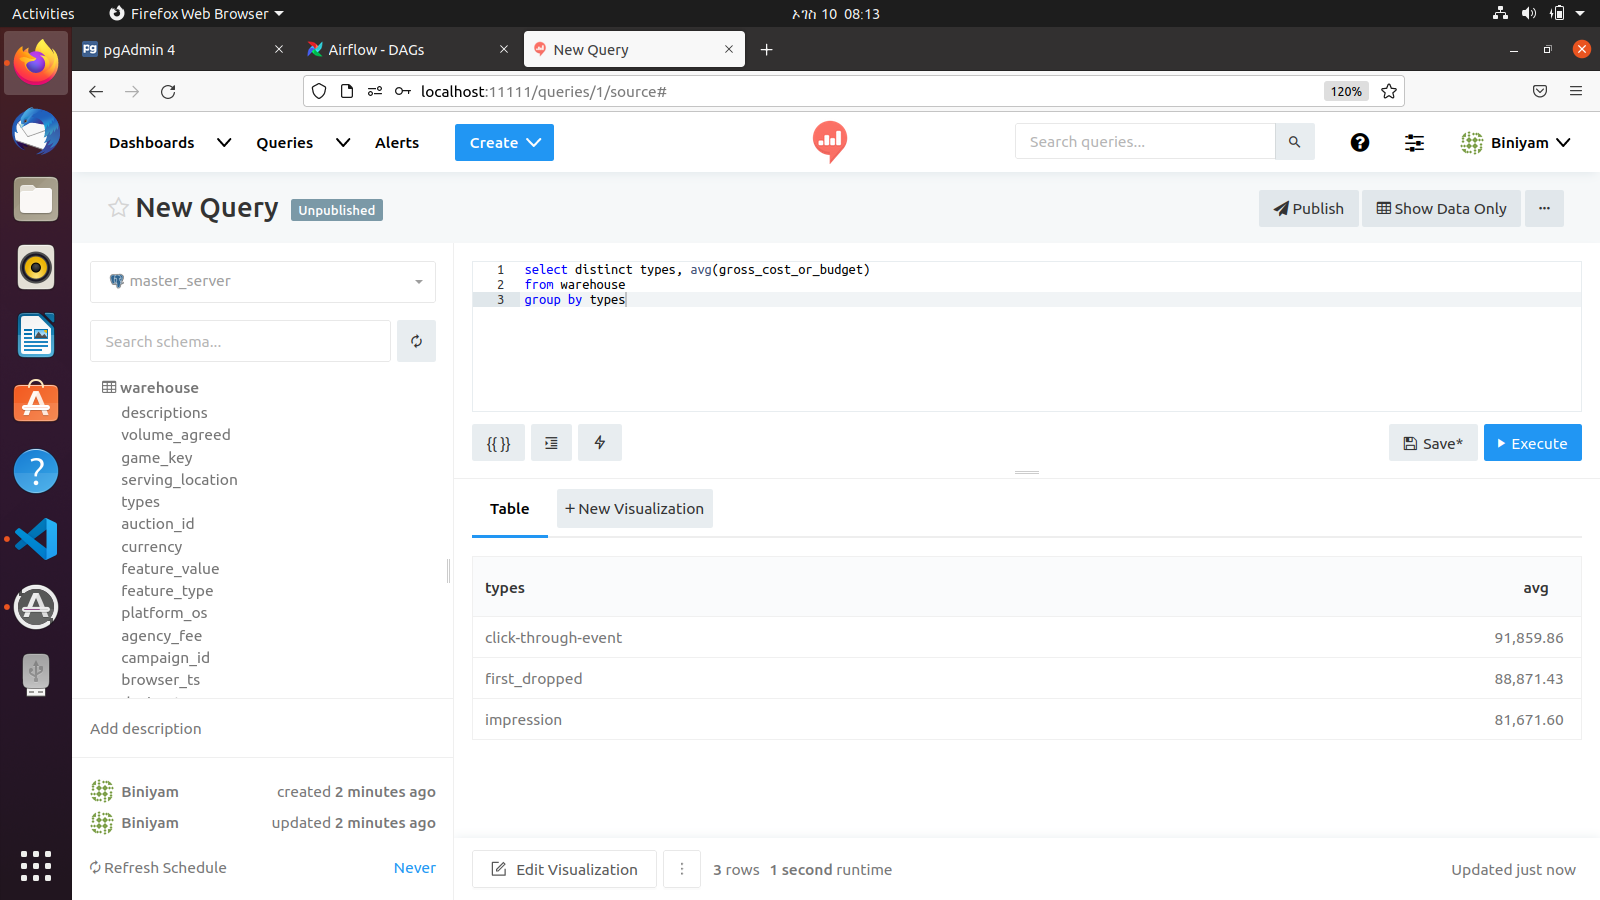 Activities
Firefox Web Browser
ኦገስ 10 08:13
pgAdmin 4
Airflow - DAGs
New Query
localhost:11111/queries/1/source#
120%
Dashboards
Queries
Alerts
Create
Search queries...
Biniyam
New Query
Unpublished
Publish
Show Data Only
master_server
Search schema...
warehouse
descriptions
volume_agreed
game_key
serving_location
types
auction_id
currency
feature_value
feature_type
platform_os
agency_fee
campaign_id
browser_ts
Add description
Biniyam
created 2 minutes ago
Biniyam
updated 2 minutes ago
Refresh Schedule
Never
1 select distinct types, avg(gross_cost_or_budget)
2 from warehouse
3 group by types
{{ }}
Save*
Execute
Table
+ New Visualization
types avg
click-through-event 91,859.86
first_dropped 88,871.43
impression 81,671.60
Edit Visualization
3 rows 1 second runtime
Updated just now